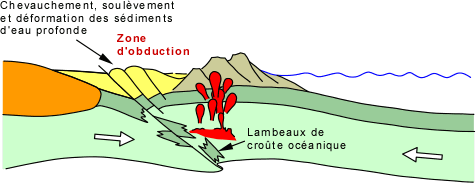 Chevauchement, soulèvement
et déformation des sédiments
d'eau profonde
Zone
d'obduction
Lambeaux de
croûte océanique